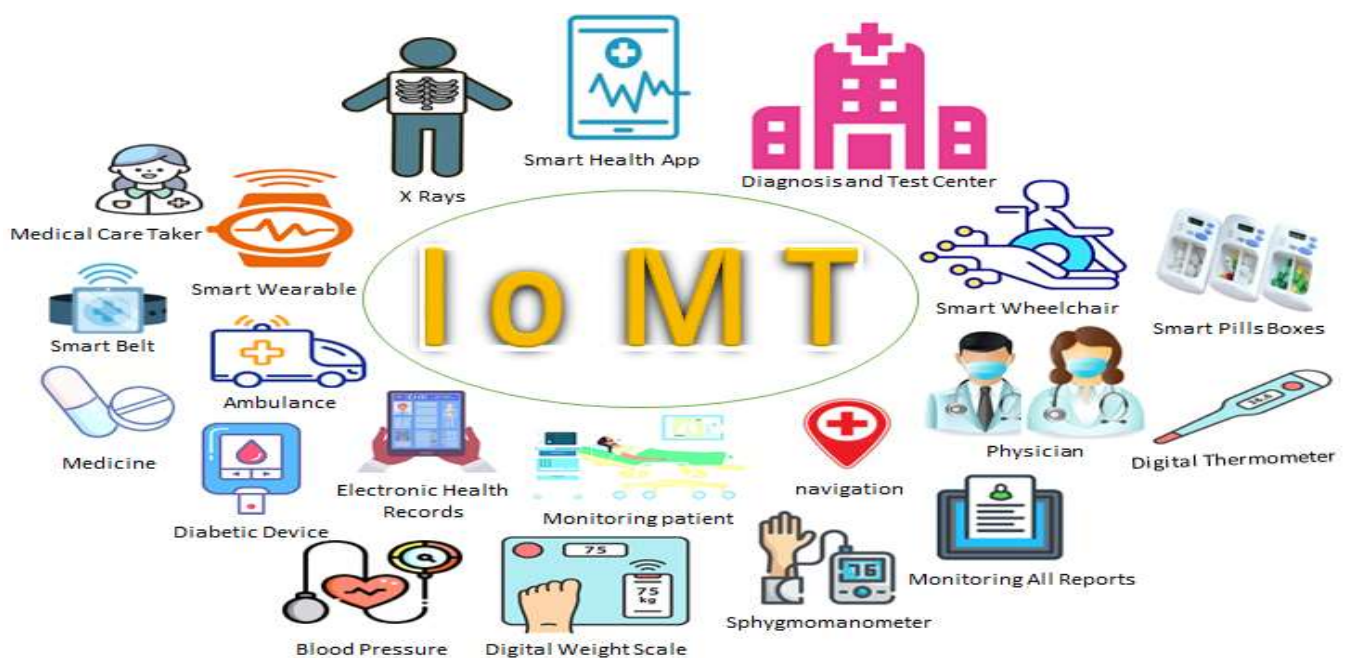 Smart Health App
Diagnosis and Test Center
X Rays
Medical Care Taker
Smart Wearable
I o M T
Smart Wheelchair
Smart Pills Boxes
Smart Belt
Ambulance
Medicine
Physician
36.6
Digital Thermometer
Electronic Health
Records
Monitoring patient
navigation
Diabetic Device
Monitoring All Reports
75
75
kg
76
Sphygmomanometer
Blood Pressure
Digital Weight Scale